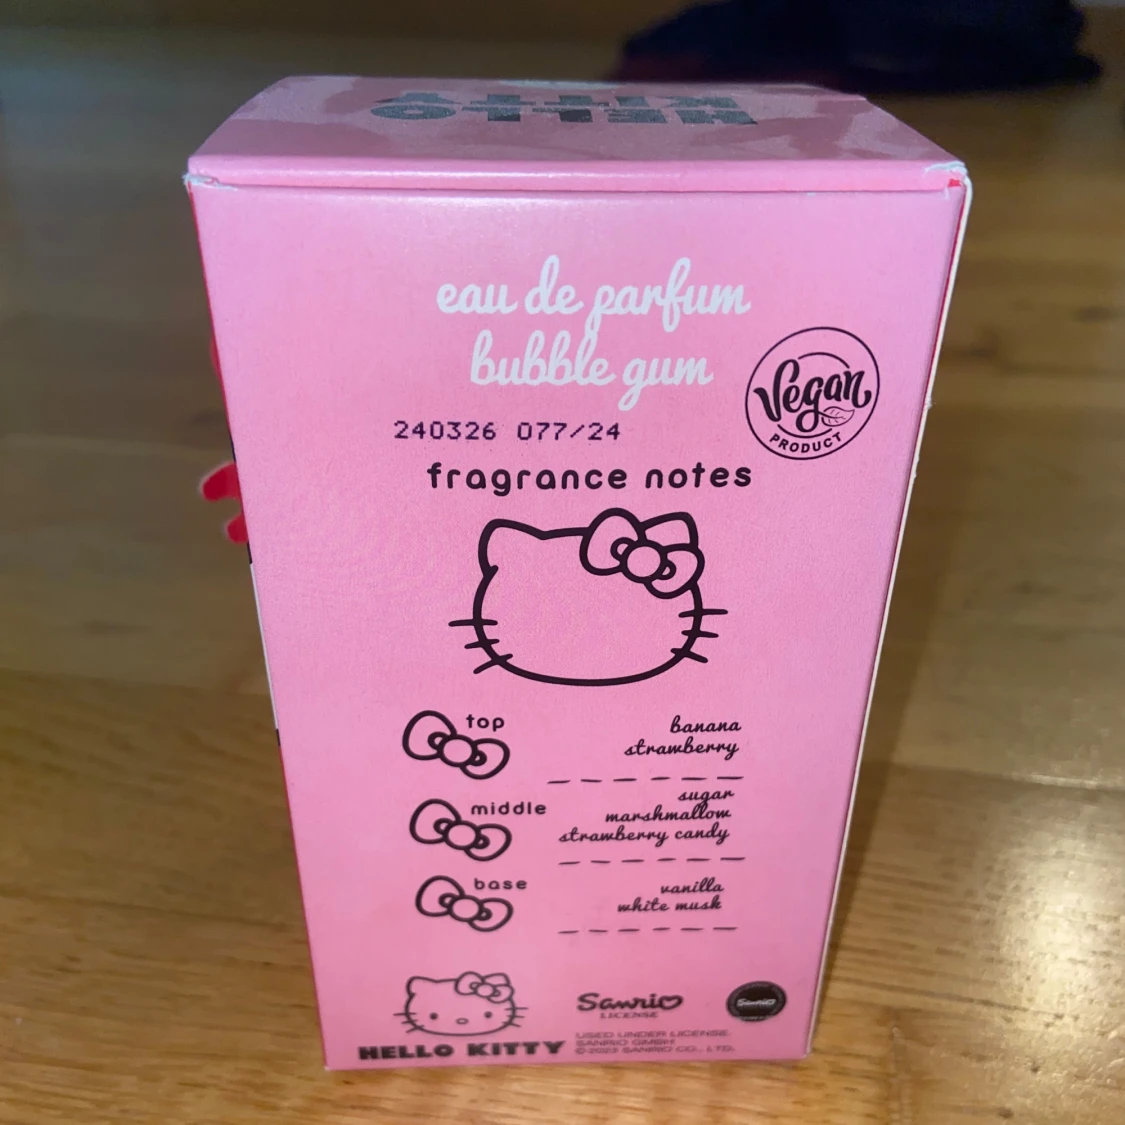 HELLO
KITTY
eau de parfum
bubble gum
Vegan
PRODUCT
240326 077/24
fragrance notes
top
banana
strawberry
middle
sugar
marshmallow
strawberry candy
base
vanilla
white musk
Sanrio
LICENSE
Sanrio
HELLO KITTY
USED UNDER LICENSE.
SANRIO GMBH
© 2023 SANRIO CO., LTD.